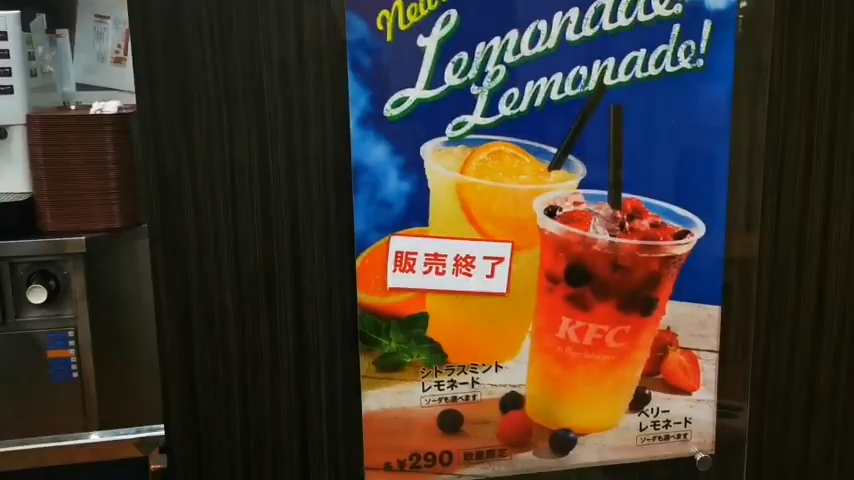 New
Lemonade!
Lemonade!
販売終了
KFC
シトラスミント
レモネード
ソーダも選べます
ベリー
レモネード
ソーダも選べます
各¥290 数量限定